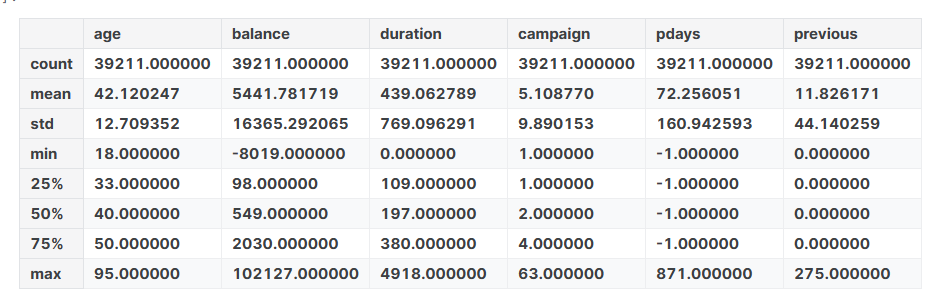 age balance duration campaign pdays previous
count 39211.000000 39211.000000 39211.000000 39211.000000 39211.000000 39211.000000
mean 42.120247 5441.781719 439.062789 5.108770 72.256051 11.826171
std 12.709352 16365.292065 769.096291 9.890153 160.942593 44.140259
min 18.000000 -8019.000000 0.000000 1.000000 -1.000000 0.000000
25% 33.000000 98.000000 109.000000 1.000000 -1.000000 0.000000
50% 40.000000 549.000000 197.000000 2.000000 -1.000000 0.000000
75% 50.000000 2030.000000 380.000000 4.000000 -1.000000 0.000000
max 95.000000 102127.000000 4918.000000 63.000000 871.000000 275.000000